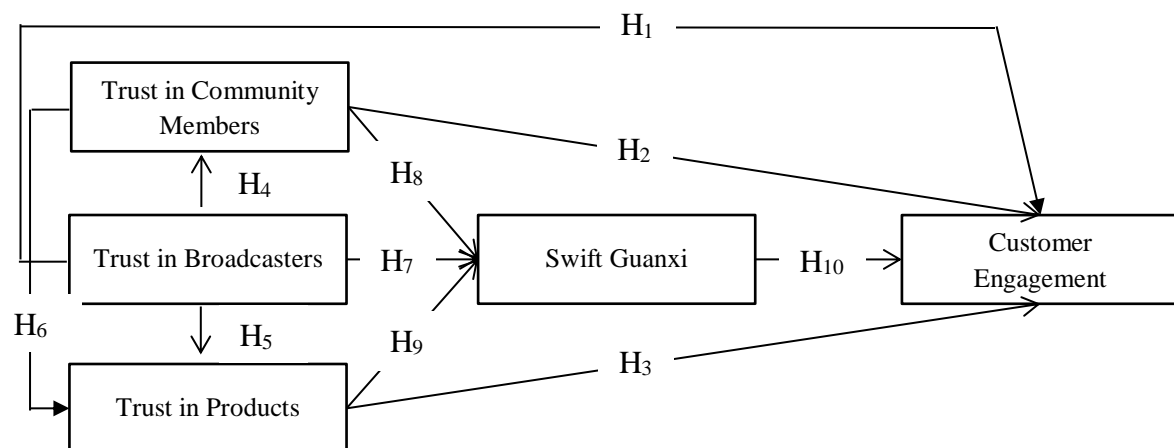 H₁
Trust in Community
Members
H₂
H₈
H₄
Trust in Broadcasters
H₇
Swift Guanxi
H₁₀
Customer
Engagement
H₆
H₅
H₉
H₃
Trust in Products